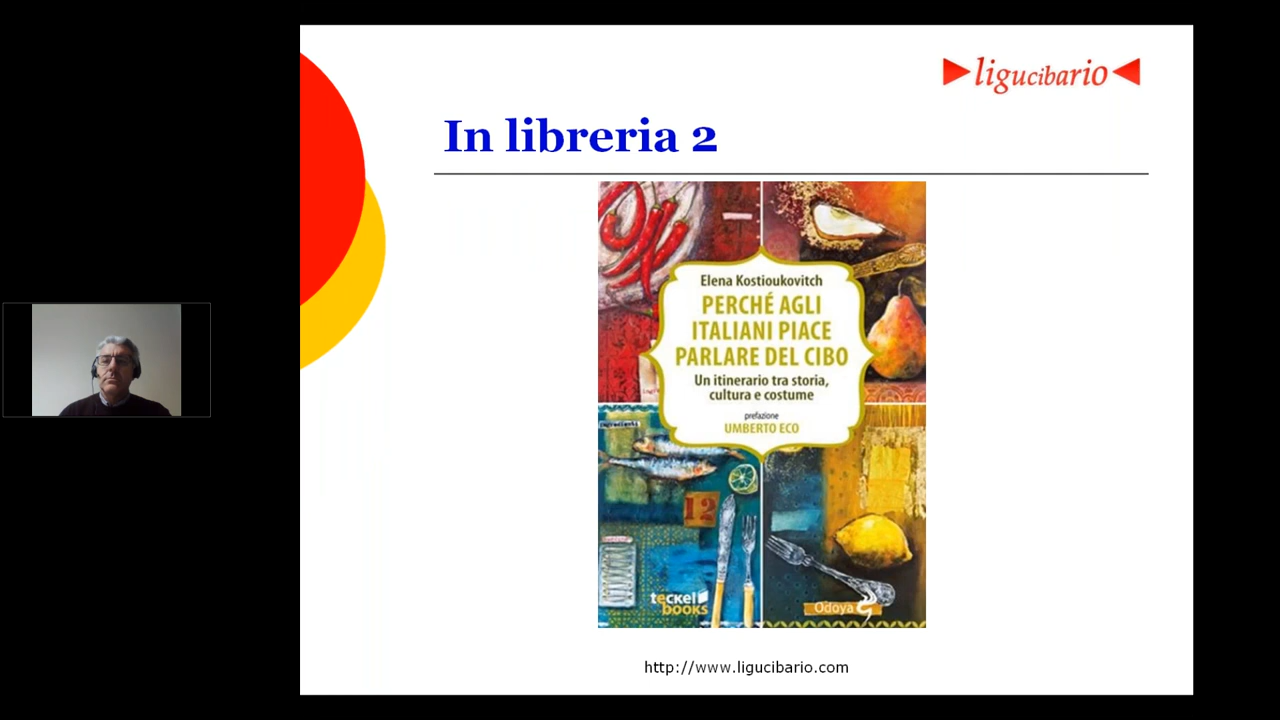 ligucibario
In libreria 2
Elena Kostioukovitch
PERCHÉ AGLI
ITALIANI PIACE
PARLARE DEL CIBO
Un itinerario tra storia,
cultura e costume
prefazione
UMBERTO ECO
12
teckel
books
Odoya
http://www.ligucibario.com